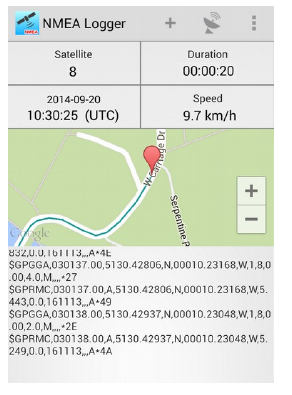 NMEA Logger
Satellite
8
Duration
00:00:20
2014-09-20
10:30:25 (UTC)
Speed
9.7 km/h
W Carriage Dr
Serpentine R
Google
+
−
832,0.0,161113,,,A*4E
$GPGGA,030137.00,5130.42806,N,00010.23168,W,1,8,0
.00,4.0,M,,,,*27
$GPRMC,030137.00,A,5130.42806,N,00010.23168,W,5.
443,0.0,161113,,,A*49
$GPGGA,030138.00,5130.42937,N,00010.23048,W,1,8,0
.00,2.0,M,,,,*2E
$GPRMC,030138.00,A,5130.42937,N,00010.23048,W,5.
249,0.0,161113,,,A*4A